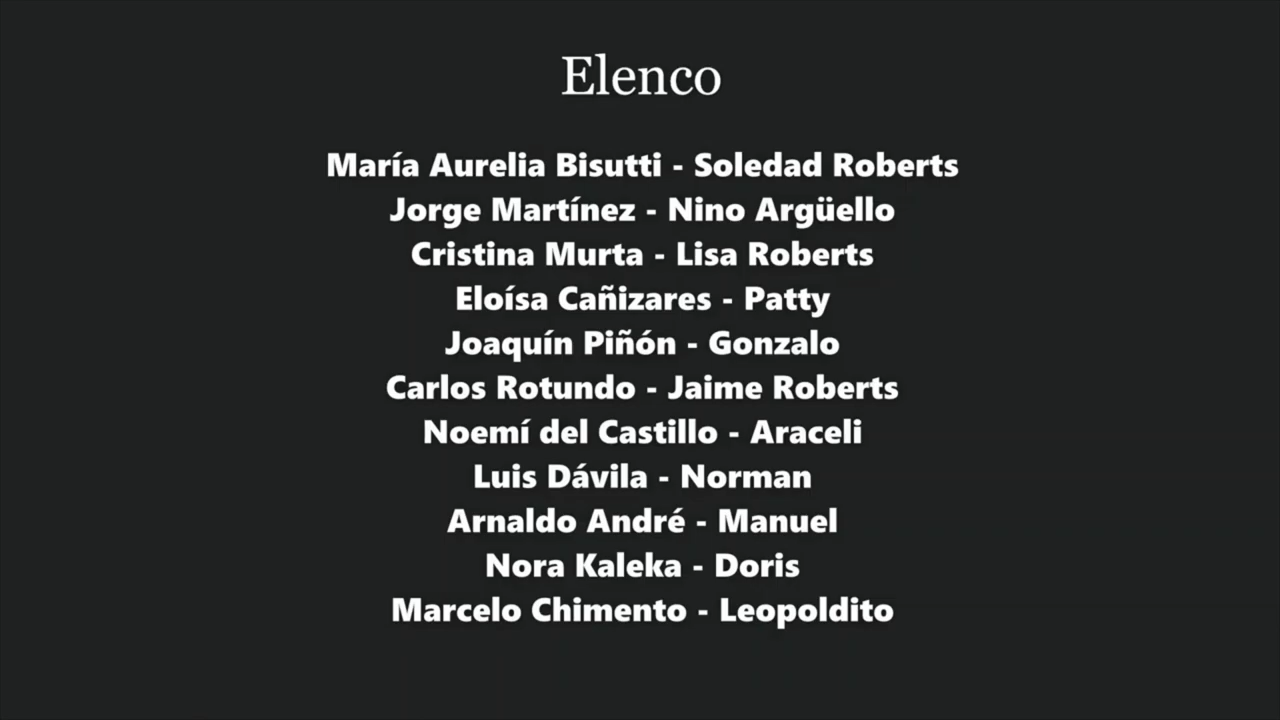 Elenco
María Aurelia Bisutti - Soledad Roberts
Jorge Martínez - Nino Argüello
Cristina Murta - Lisa Roberts
Eloísa Cañizares - Patty
Joaquín Piñón - Gonzalo
Carlos Rotundo - Jaime Roberts
Noemí del Castillo - Araceli
Luis Dávila - Norman
Arnaldo André - Manuel
Nora Kaleka - Doris
Marcelo Chimento - Leopoldito